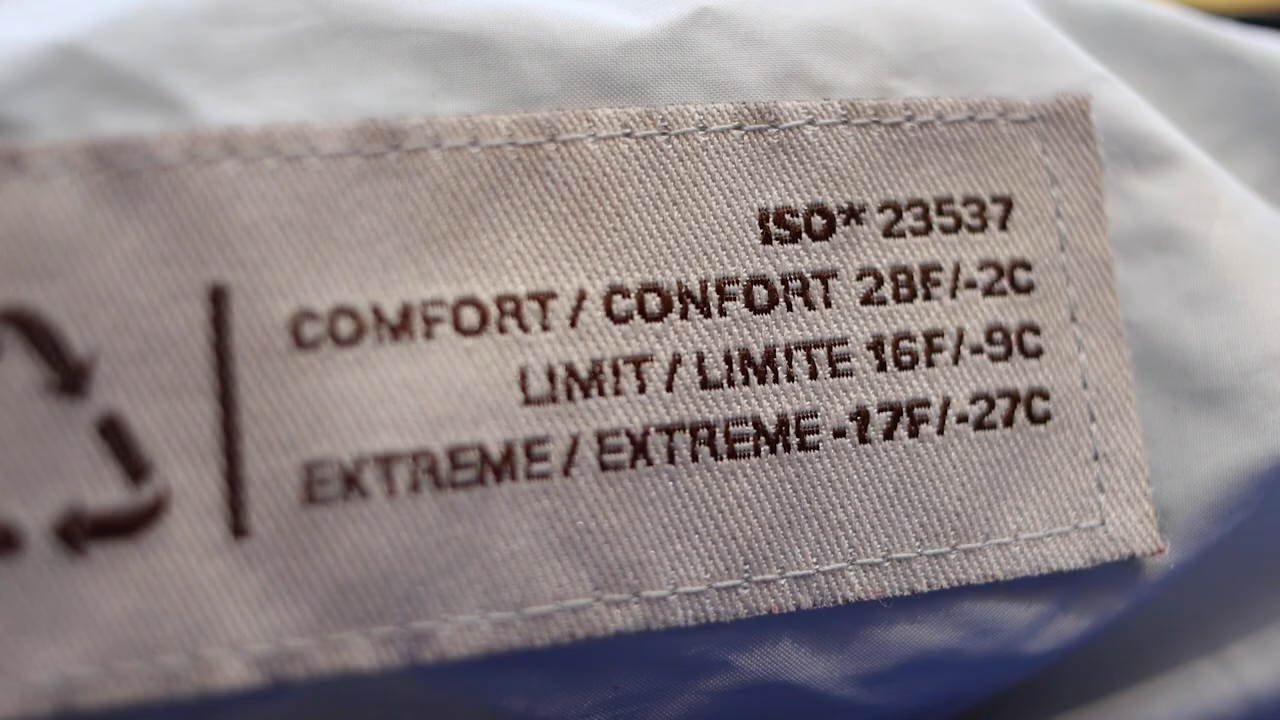 ISO* 23537
COMFORT / CONFORT 28F/-2C
LIMIT / LIMITE 16F/-9C
EXTREME / EXTREME -17F/-27C